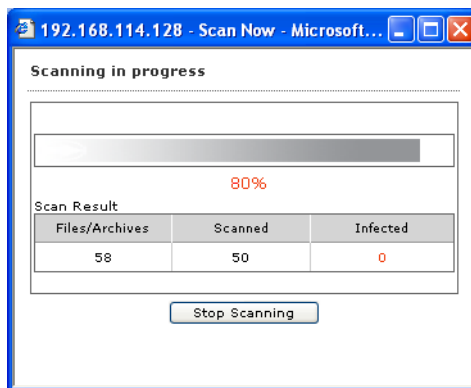 192.168.114.128 - Scan Now - Microsoft...
Scanning in progress
80%
Scan Result
Files/Archives Scanned Infected
58 50 0
Stop Scanning